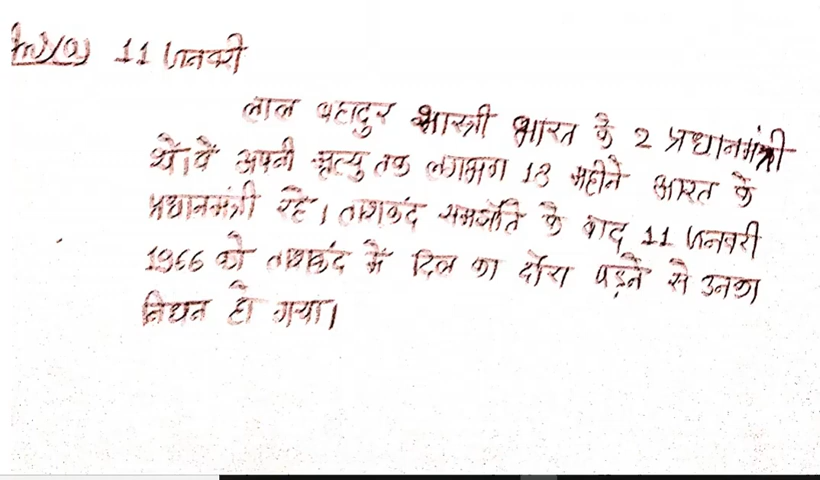 11 जनवरी
लाल बहादुर शास्त्री भारत के 2 प्रधानमंत्री
थे। वे अपनी मृत्यु तक लगभग 18 महीने भारत के
प्रधानमंत्री रहे। ताशकंद समझौते के बाद 11 जनवरी
1966 को ताशकंद में दिल का दौरा पड़ने से उनका
निधन हो गया।